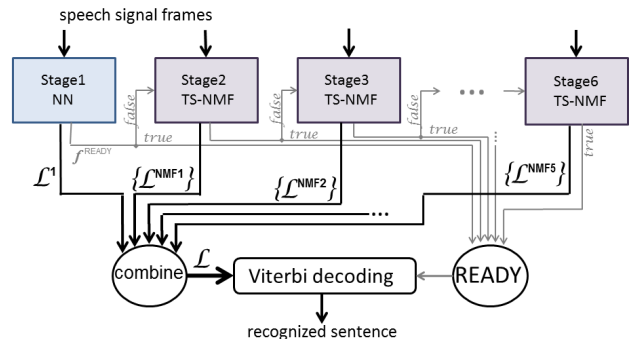 speech signal frames
Stage1
NN
Stage2
TS-NMF
Stage3
TS-NMF
Stage6
TS-NMF
false
false
false
true
true
true
true
f^READY
ℒ¹
{ℒ^NMF1}
{ℒ^NMF2}
{ℒ^NMF5}
combine
ℒ
Viterbi decoding
READY
recognized sentence